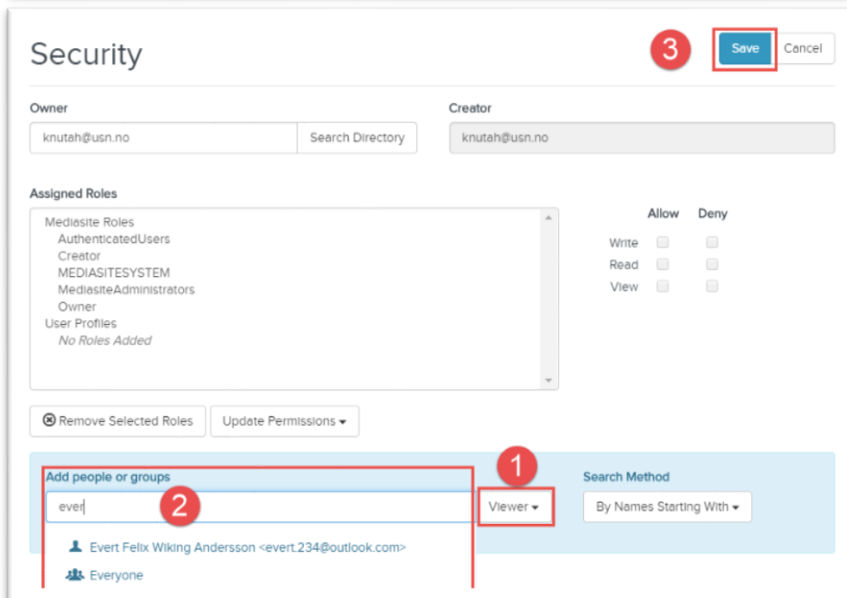 Security
3
Save
Cancel
Owner
Creator
knutah@usn.no
Search Directory
knutah@usn.no
Assigned Roles
Mediasite Roles
AuthenticatedUsers
Creator
MEDIASITESYSTEM
MediasiteAdministrators
Owner
User Profiles
No Roles Added
Allow Deny
Write
Read
View
Remove Selected Roles
Update Permissions
1
Add people or groups
Search Method
ever
2
Viewer
By Names Starting With
Evert Felix Wiking Andersson <evert.234@outlook.com>
Everyone